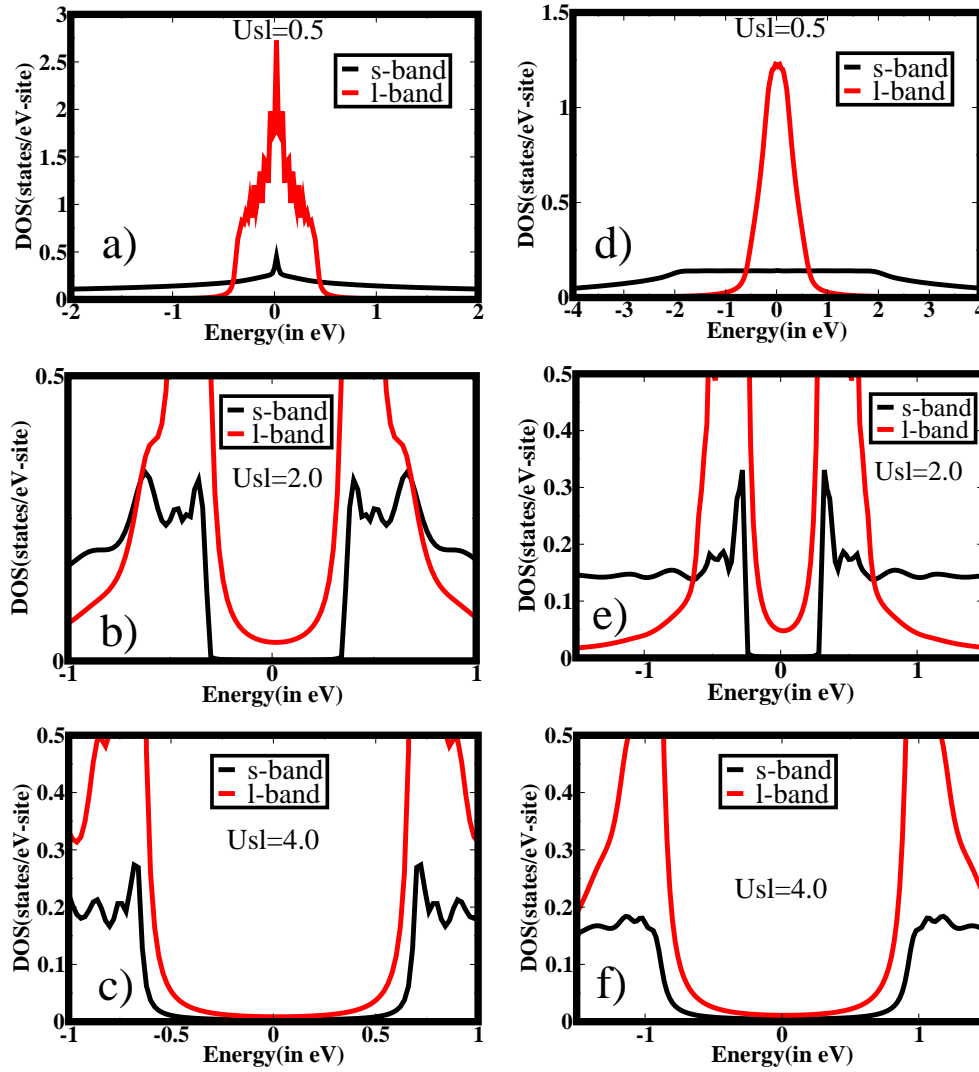 Usl=0.5
s-band
l-band
DOS(states/eV-site)
3
2.5
2
1.5
1
0.5
0
a)
-2
-1
0
1
2
Energy(in eV)
Usl=0.5
s-band
l-band
DOS(states/eV-site)
1.5
1
0.5
0
d)
-4
-3
-2
-1
0
1
2
3
4
Energy(in eV)
0.5
0
DOS(states/eV-site)
s-band
l-band
Usl=2.0
b)
-1
-0.5
0
0.5
1
Energy(in eV)
0.5
0.4
0.3
0.2
0.1
0
DOS(states/eV-site)
s-band
l-band
Usl=2.0
e)
-1
0
1
Energy(in eV)
0.5
0.4
0.3
0.2
0.1
0
DOS(states/eV-site)
s-band
l-band
Usl=4.0
c)
-1
-0.5
0
0.5
1
Energy(in eV)
0.5
0.4
0.3
0.2
0.1
0
DOS(states/eV-site)
s-band
l-band
Usl=4.0
f)
-1
0
1
Energy(in eV)